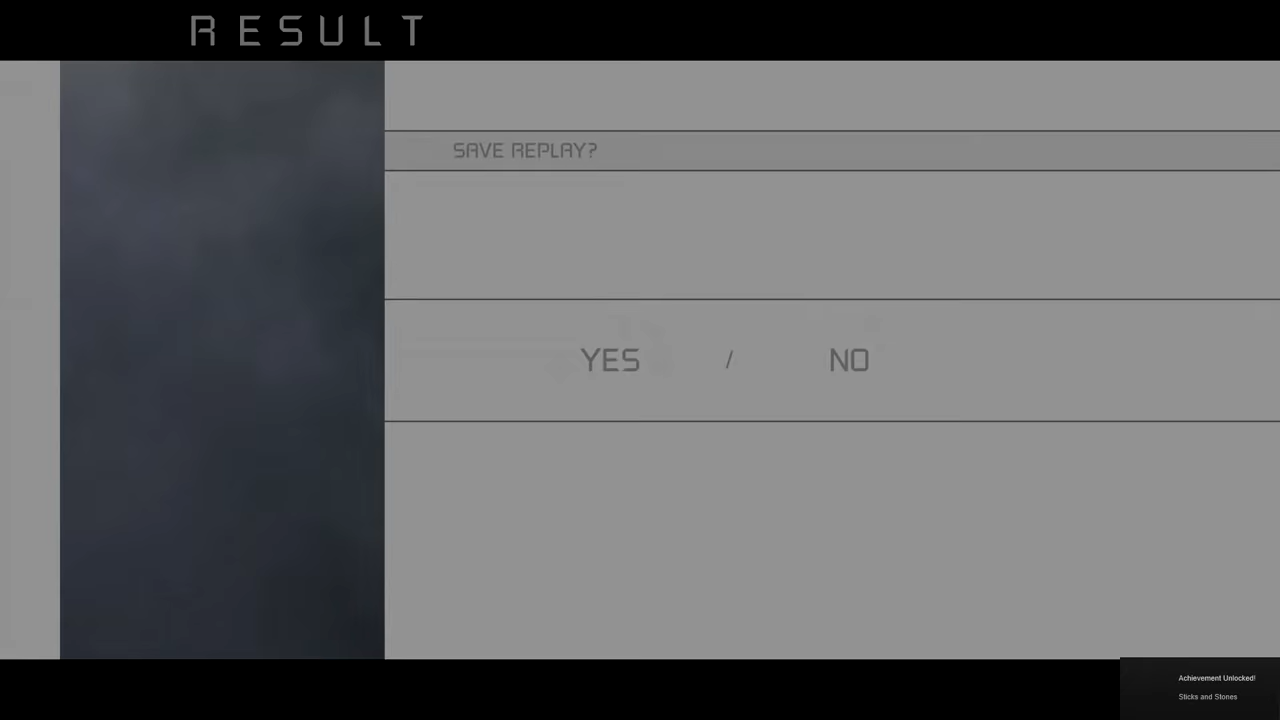 RESULT
SAVE REPLAY?
YES / NO
Achievement Unlocked!
Sticks and Stones